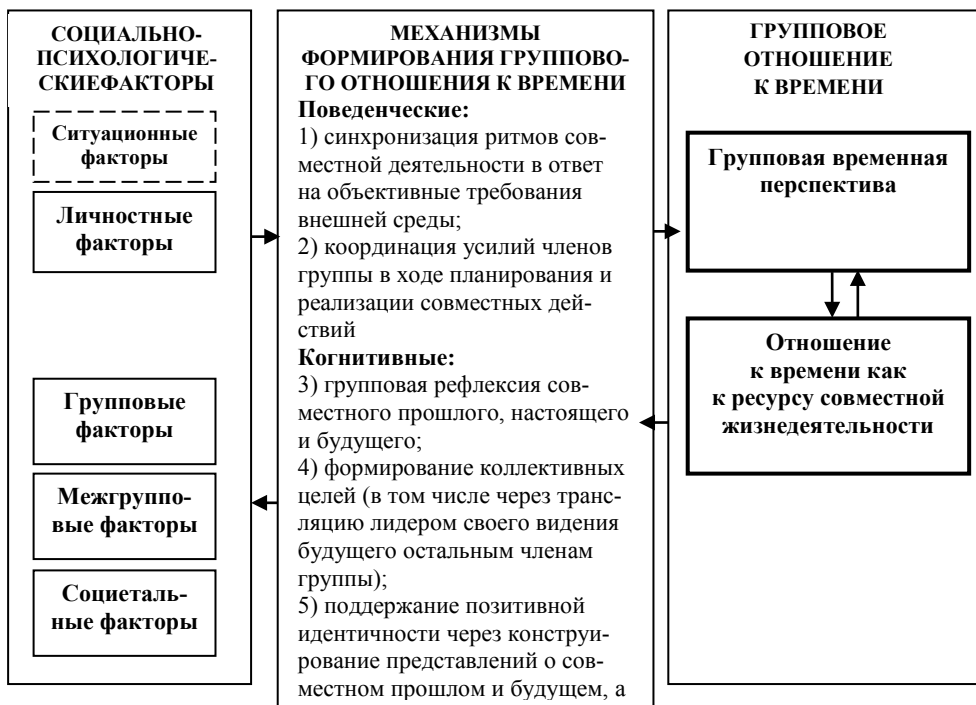 СОЦИАЛЬНО-
ПСИХОЛОГИЧЕ-
СКИЕФАКТОРЫ
Ситуационные
факторы
Личностные
факторы
Групповые
факторы
Межгруппо-
вые факторы
Социеталь-
ные факторы
МЕХАНИЗМЫ
ФОРМИРОВАНИЯ ГРУППОВО-
ГО ОТНОШЕНИЯ К ВРЕМЕНИ
Поведенческие:
1) синхронизация ритмов сов-
местной деятельности в ответ
на объективные требования
внешней среды;
2) координация усилий членов
группы в ходе планирования и
реализации совместных дей-
ствий
Когнитивные:
3) групповая рефлексия сов-
местного прошлого, настоящего
и будущего;
4) формирование коллективных
целей (в том числе через транс-
ляцию лидером своего видения
будущего остальным членам
группы);
5) поддержание позитивной
идентичности через конструи-
рование представлений о сов-
местном прошлом и будущем, а
ГРУППОВОЕ
ОТНОШЕНИЕ
К ВРЕМЕНИ
Групповая временная
перспектива
Отношение
к времени как
к ресурсу совместной
жизнедеятельности